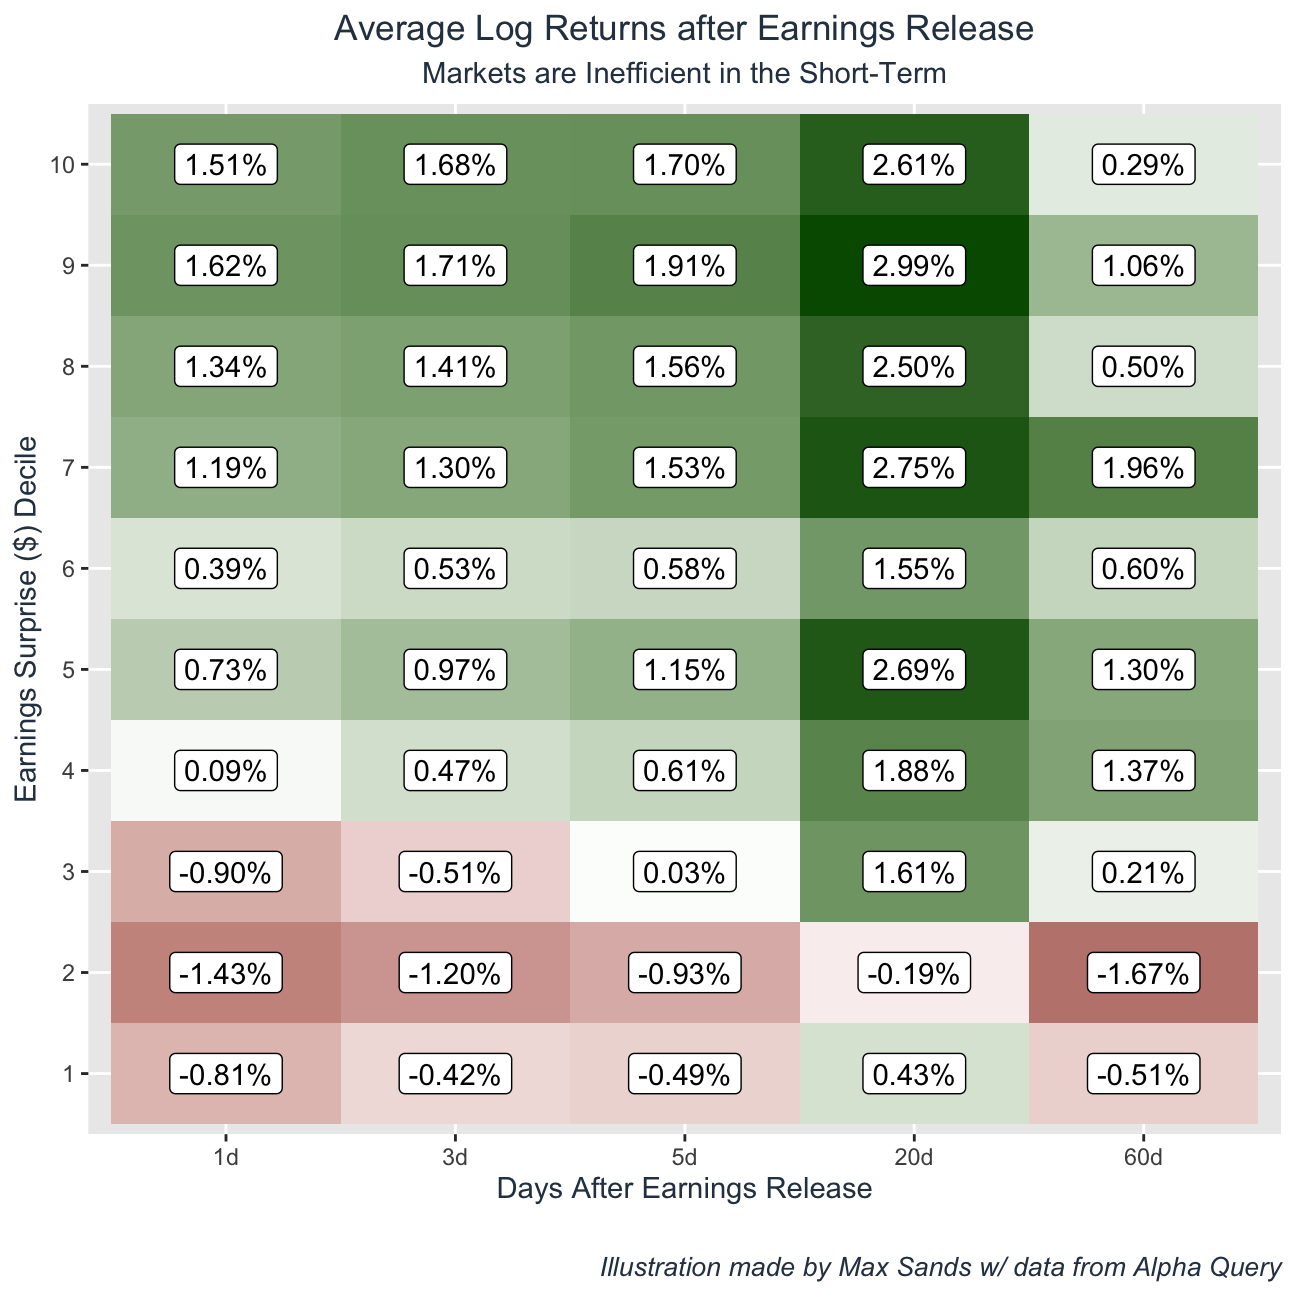 Average Log Returns after Earnings Release
Markets are Inefficient in the Short-Term
Earnings Surprise ($) Decile
10 1.51% 1.68% 1.70% 2.61% 0.29%
9 1.62% 1.71% 1.91% 2.99% 1.06%
8 1.34% 1.41% 1.56% 2.50% 0.50%
7 1.19% 1.30% 1.53% 2.75% 1.96%
6 0.39% 0.53% 0.58% 1.55% 0.60%
5 0.73% 0.97% 1.15% 2.69% 1.30%
4 0.09% 0.47% 0.61% 1.88% 1.37%
3 -0.90% -0.51% 0.03% 1.61% 0.21%
2 -1.43% -1.20% -0.93% -0.19% -1.67%
1 -0.81% -0.42% -0.49% 0.43% -0.51%
1d 3d 5d 20d 60d
Days After Earnings Release
Illustration made by Max Sands w/ data from Alpha Query